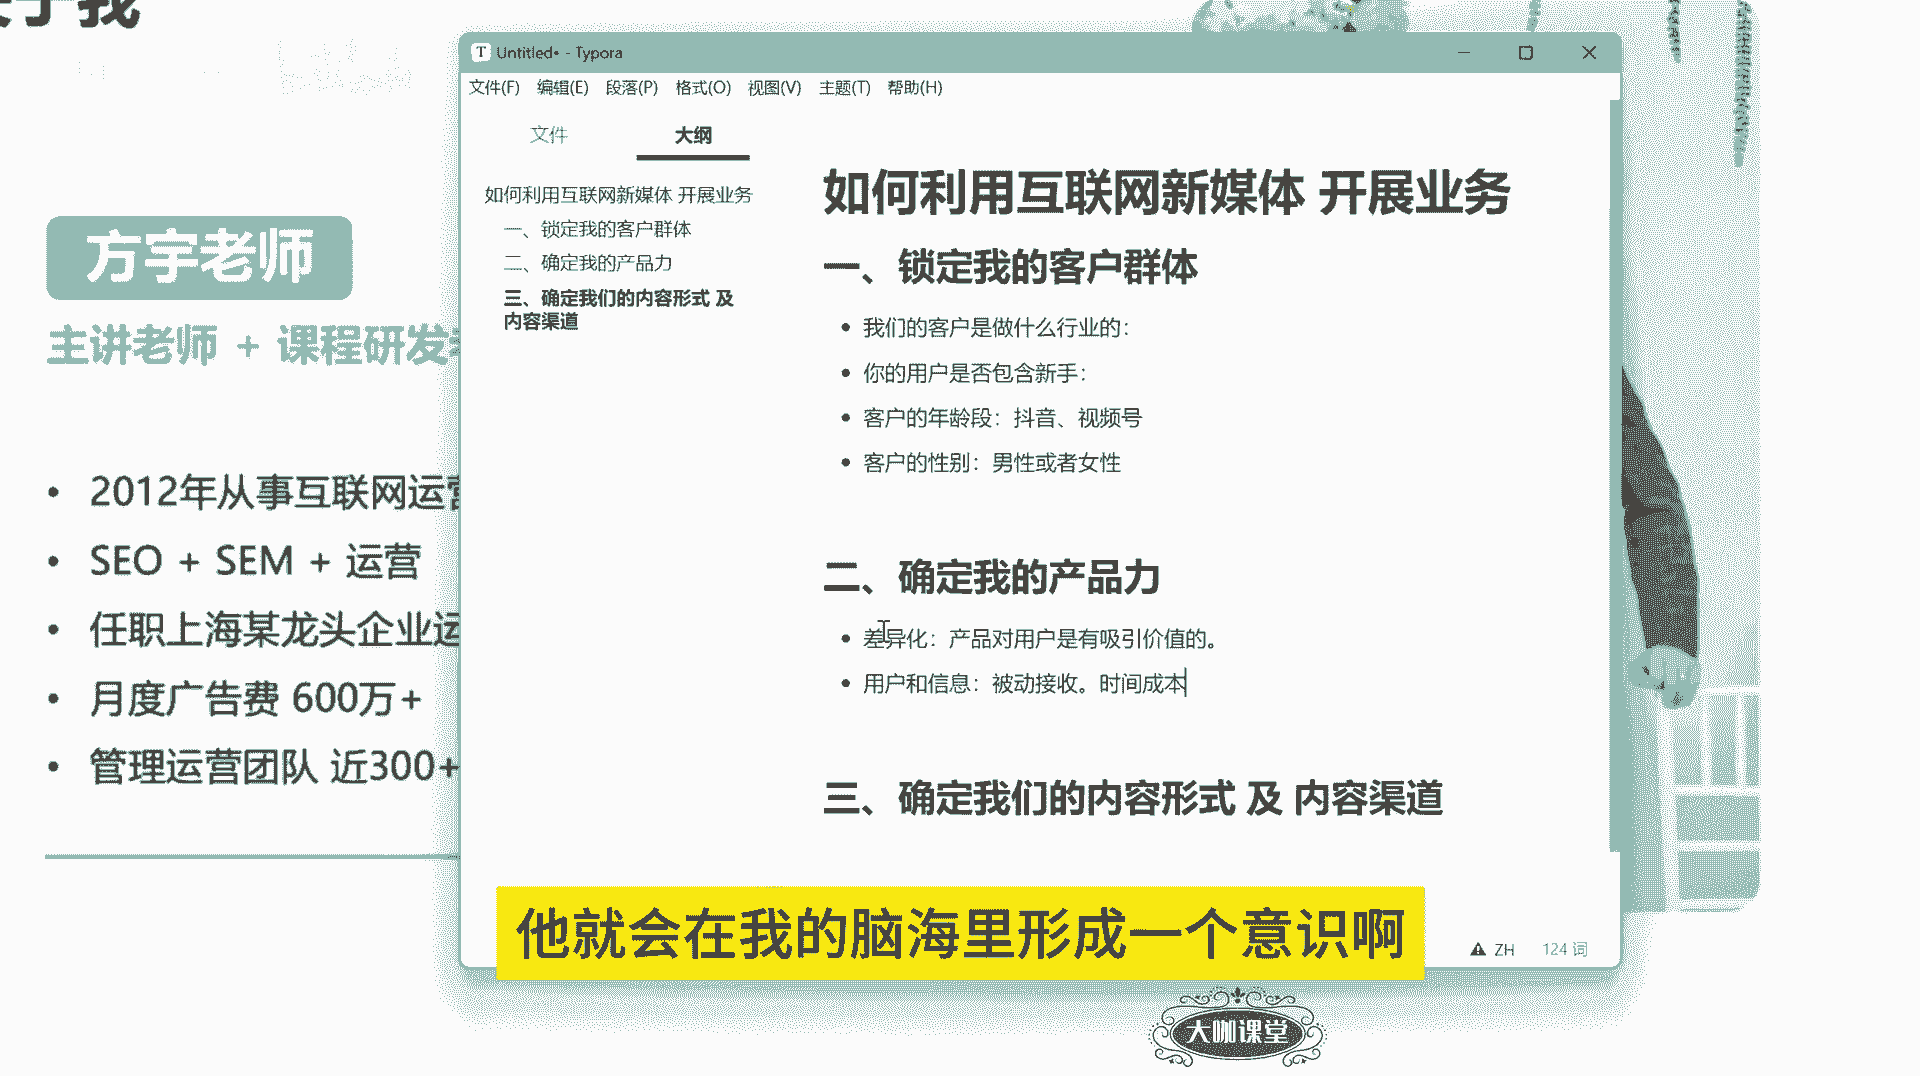 Untitled• - Typora
文件(F) 编辑(E) 段落(P) 格式(O) 视图(V) 主题(T) 帮助(H)
文件 大纲
如何利用互联网新媒体 开展业务
一、锁定我的客户群体
二、确定我的产品力
三、确定我们的内容形式 及
内容渠道
如何利用互联网新媒体 开展业务
一、锁定我的客户群体
我们的客户是做什么行业的：
你的用户是否包含新手：
客户的年龄段：抖音、视频号
客户的性别：男性或者女性
二、确定我的产品力
差异化：产品对用户是有吸引价值的。
用户和信息：被动接收。时间成本
三、确定我们的内容形式 及 内容渠道
ZH 124 词
方宇老师
主讲老师 + 课程研发
• 2012年从事互联网运营
• SEO + SEM + 运营
• 任职上海某龙头企业运
• 月度广告费 600万+
• 管理运营团队 近300+
他就会在我的脑海里形成一个意识啊
大咖课堂